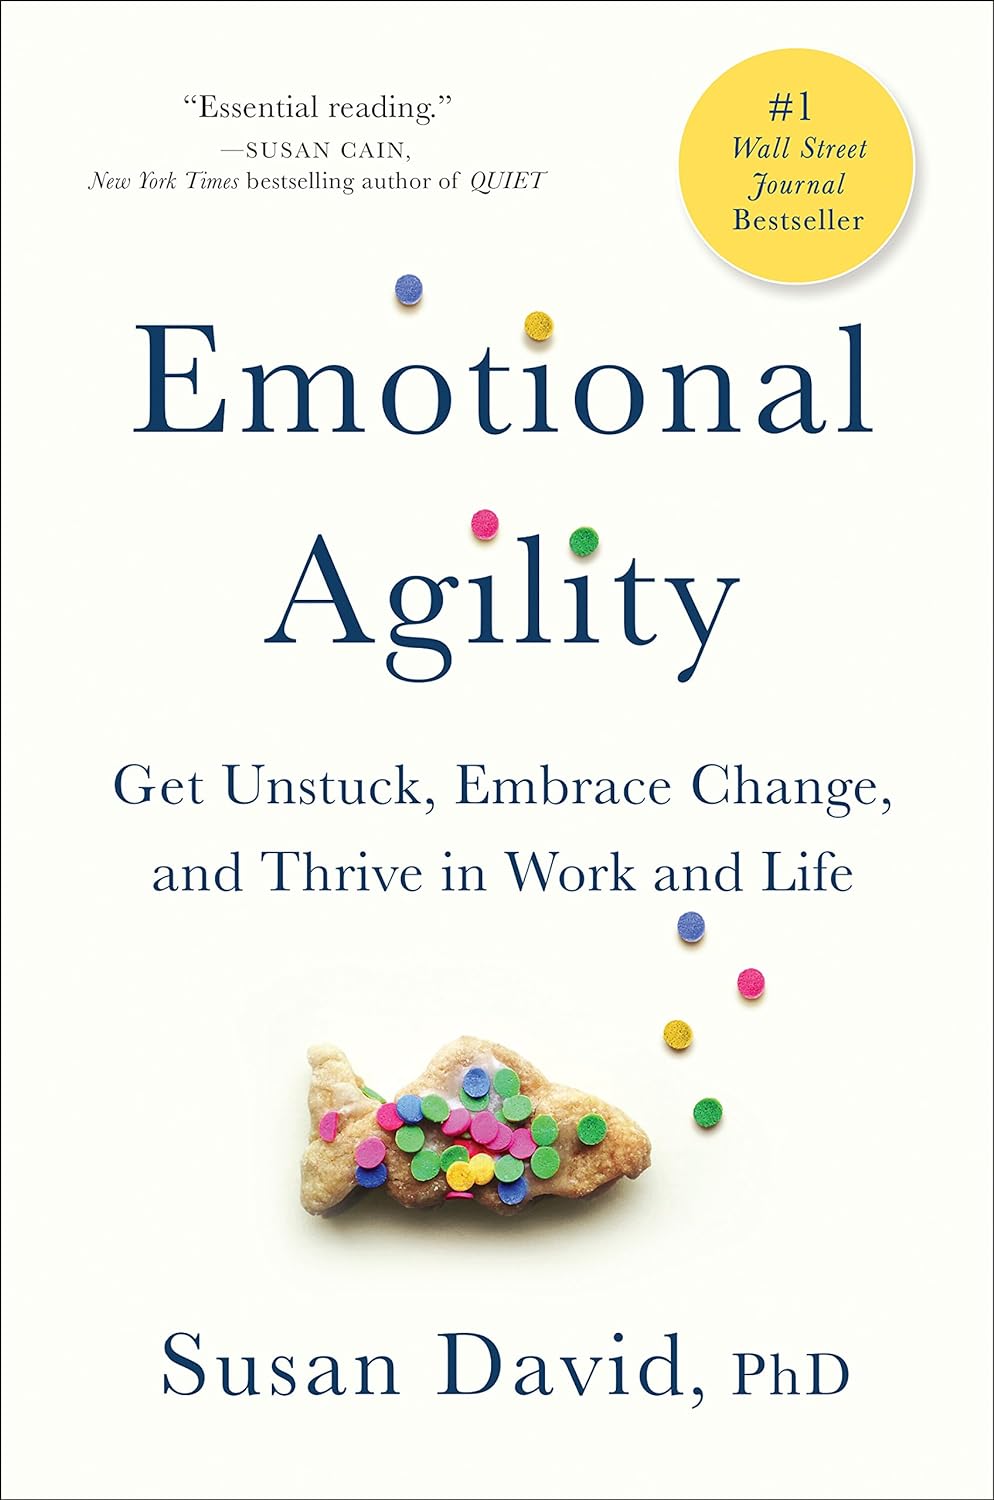 “Essential reading.”
—SUSAN CAIN,
New York Times bestselling author of QUIET
#1
Wall Street
Journal
Bestseller
Emotional
Agility
Get Unstuck, Embrace Change,
and Thrive in Work and Life
Susan David, PhD